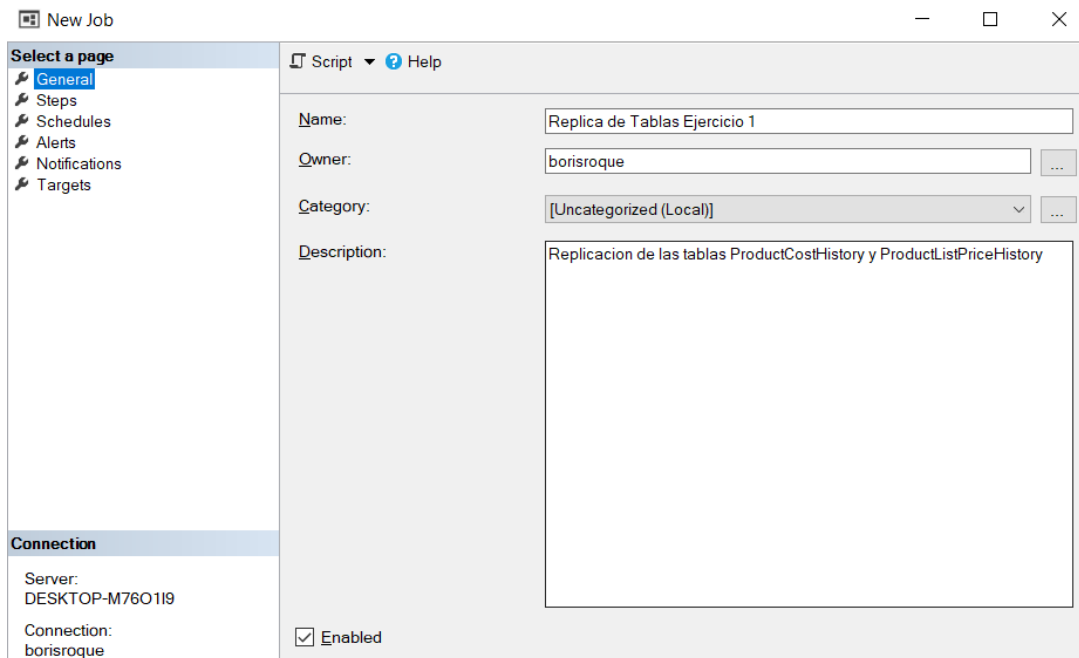 New Job
Select a page
General
Steps
Schedules
Alerts
Notifications
Targets
Script Help
Name: Replica de Tablas Ejercicio 1
Owner: borisroque ...
Category: [Uncategorized (Local)] ...
Description: Replicacion de las tablas ProductCostHistory y ProductListPriceHistory
Enabled
Connection
Server:
DESKTOP-M76O1I9
Connection:
borisroque